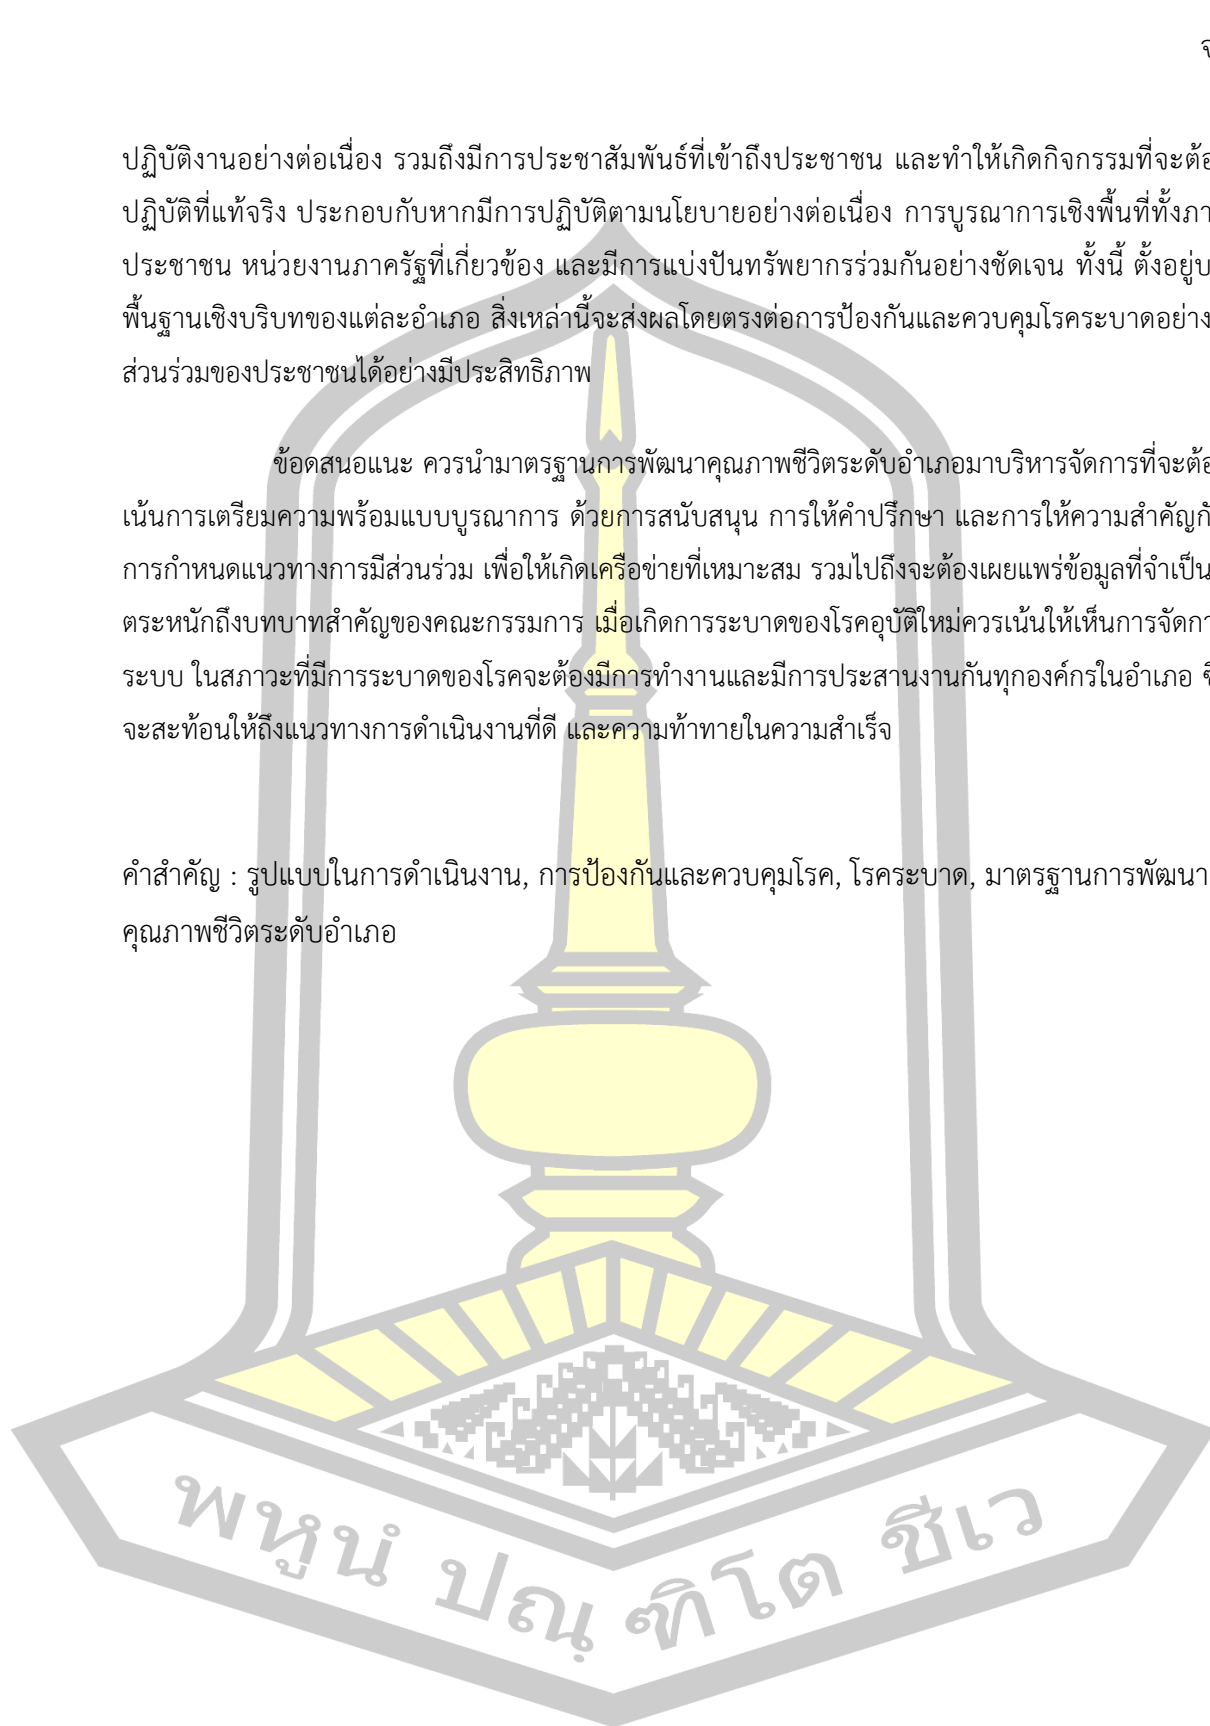 จ
ปฏิบัติงานอย่างต่อเนื่อง รวมถึงมีการประชาสัมพันธ์ที่เข้าถึงประชาชน และทำให้เกิดกิจกรรมที่จะต้อ
ปฏิบัติที่แท้จริง ประกอบกับหากมีการปฏิบัติตามนโยบายอย่างต่อเนื่อง การบูรณาการเชิงพื้นที่ทั้งภา
ประชาชน หน่วยงานภาครัฐที่เกี่ยวข้อง และมีการแบ่งปันทรัพยากรร่วมกันอย่างชัดเจน ทั้งนี้ ตั้งอยู่บ
พื้นฐานเชิงบริบทของแต่ละอำเภอ สิ่งเหล่านี้จะส่งผลโดยตรงต่อการป้องกันและควบคุมโรคระบาดอย่าง
ส่วนร่วมของประชาชนได้อย่างมีประสิทธิภาพ
ข้อดสนอแนะ ควรนำมาตรฐานการพัฒนาคุณภาพชีวิตระดับอำเภอมาบริหารจัดการที่จะต้อ
เน้นการเตรียมความพร้อมแบบบูรณาการ ด้วยการสนับสนุน การให้คำปรึกษา และการให้ความสำคัญกั
การกำหนดแนวทางการมีส่วนร่วม เพื่อให้เกิดเครือข่ายที่เหมาะสม รวมไปถึงจะต้องเผยแพร่ข้อมูลที่จำเป็น
ตระหนักถึงบทบาทสำคัญของคณะกรรมการ เมื่อเกิดการระบาดของโรคอุบัติใหม่ควรเน้นให้เห็นการจัดกา
ระบบ ในสภาวะที่มีการระบาดของโรคจะต้องมีการทำงานและมีการประสานงานกันทุกองค์กรในอำเภอ ซึ
จะสะท้อนให้ถึงแนวทางการดำเนินงานที่ดี และความท้าทายในความสำเร็จ
คำสำคัญ : รูปแบบในการดำเนินงาน, การป้องกันและควบคุมโรค, โรคระบาด, มาตรฐานการพัฒนา
คุณภาพชีวิตระดับอำเภอ
พหูนํ ปณฺ ฑิโต ชีเว